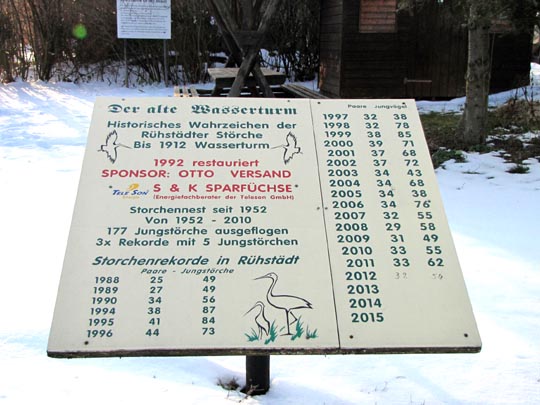 Der alte Wasserturm
Historisches Wahrzeichen der
Rühstädter Störche
Bis 1912 Wasserturm
1992 restauriert
SPONSOR: OTTO VERSAND
TELE SON
* S & K SPARFÜCHSE *
(Energiefachberater der Teleson GmbH)
Storchennest seit 1952
Von 1952 - 2010
177 Jungstörche ausgeflogen
3x Rekorde mit 5 Jungstörchen
Storchenrekorde in Rühstädt
Paare - Jungstörche
1988 25 49
1989 27 49
1990 34 56
1994 38 87
1995 41 84
1996 44 73
Paare Jungvögel
1997 32 38
1998 32 78
1999 38 85
2000 39 71
2001 37 68
2002 37 72
2003 34 43
2004 34 68
2005 34 38
2006 34 76
2007 32 55
2008 29 58
2009 31 49
2010 33 55
2011 33 62
2012 32
2013
2014
2015